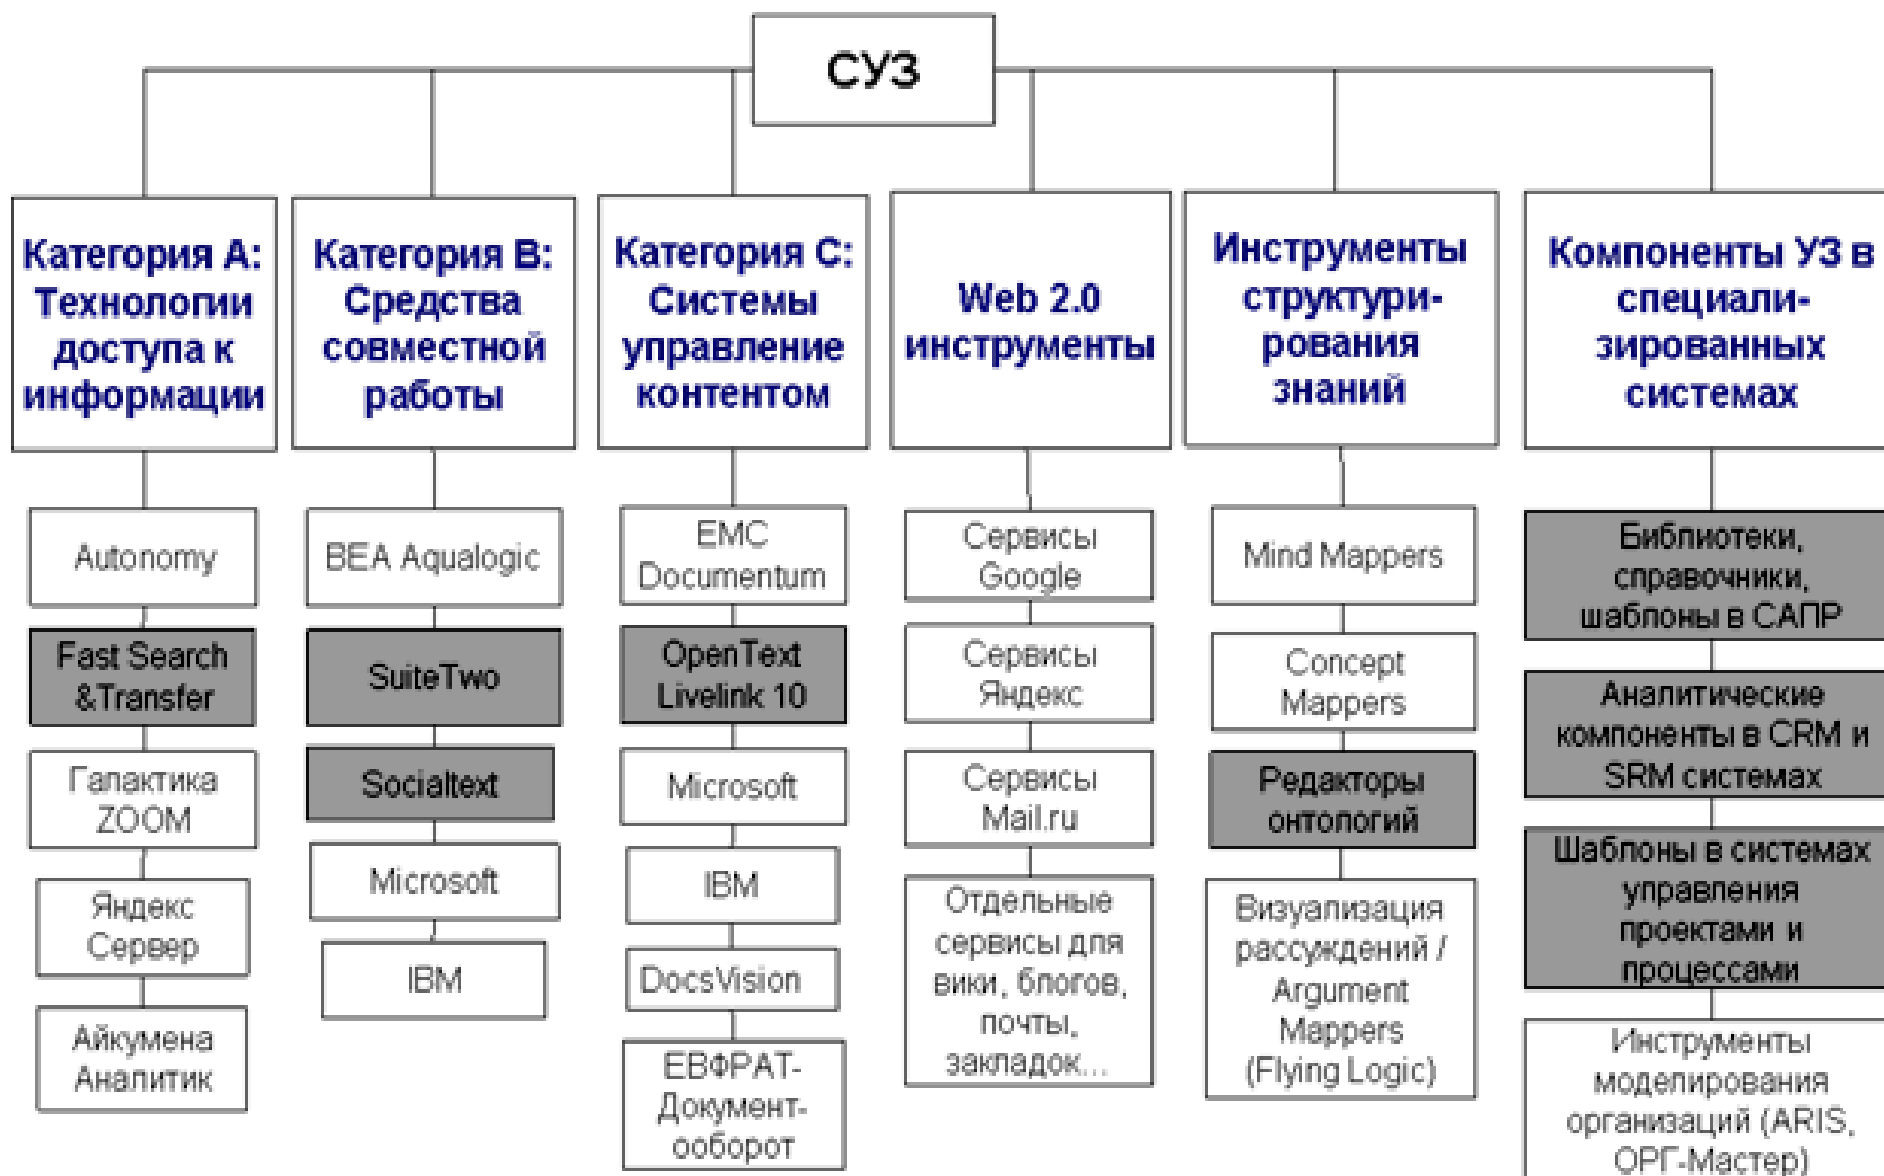 СУЗ
Категория А:
Технологии
доступа к
информации
Autonomy
Fast Search
&Transfer
Галактика
ZOOM
Яндекс
Сервер
Айкумена
Аналитик
Категория В:
Средства
совместной
работы
BEA Aqualogic
SuiteTwo
Socialtext
Microsoft
IBM
Категория С:
Системы
управление
контентом
EMC
Documentum
OpenText
Livelink 10
Microsoft
IBM
DocsVision
ЕВФРАТ-
Документ-
ооборот
Web 2.0
инструменты
Сервисы
Google
Сервисы
Яндекс
Сервисы
Mail.ru
Отдельные
сервисы для
вики, блогов,
почты,
закладок...
Инструменты
структури-
рования
знаний
Mind Mappers
Concept
Mappers
Редакторы
онтологий
Визуализация
рассуждений /
Argument
Mappers
(Flying Logic)
Компоненты УЗ в
специали-
зированных
системах
Библиотеки,
справочники,
шаблоны в САПР
Аналитические
компоненты в CRM и
SRM системах
Шаблоны в системах
управления
проектами и
процессами
Инструменты
моделирования
организаций (ARIS,
ОРГ-Мастер)